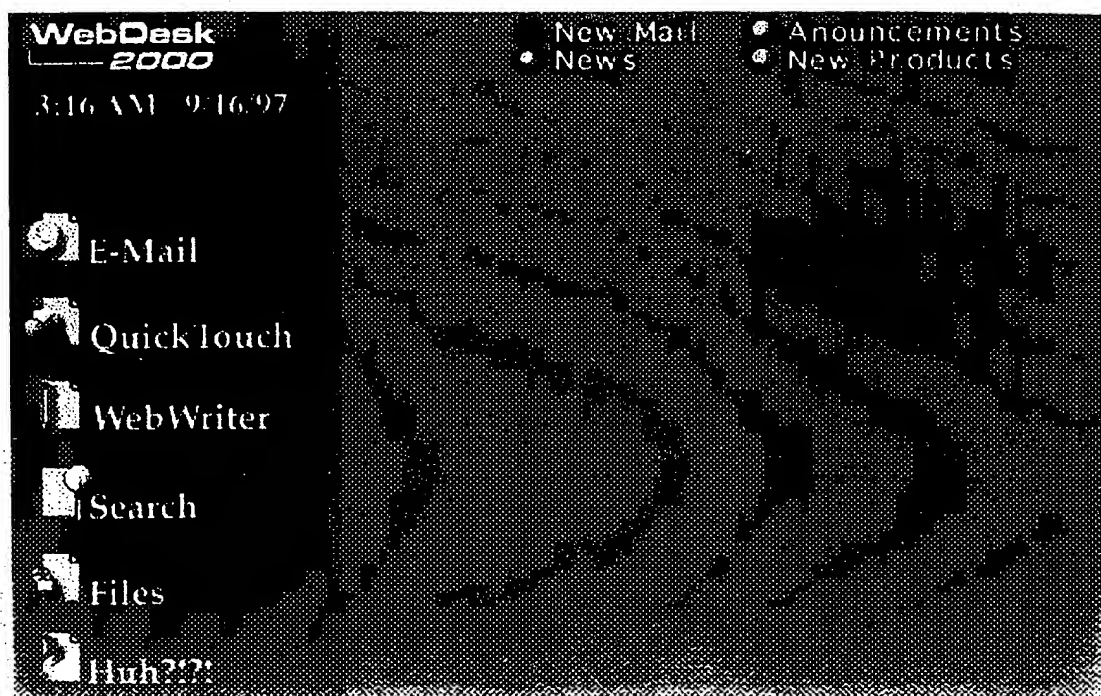 WebDesk
2000
New Mail
News
Anouncements
New Products
3:16 AM 9/16/97
E-Mail
QuickTouch
WebWriter
Search
Files
Huh?!?!